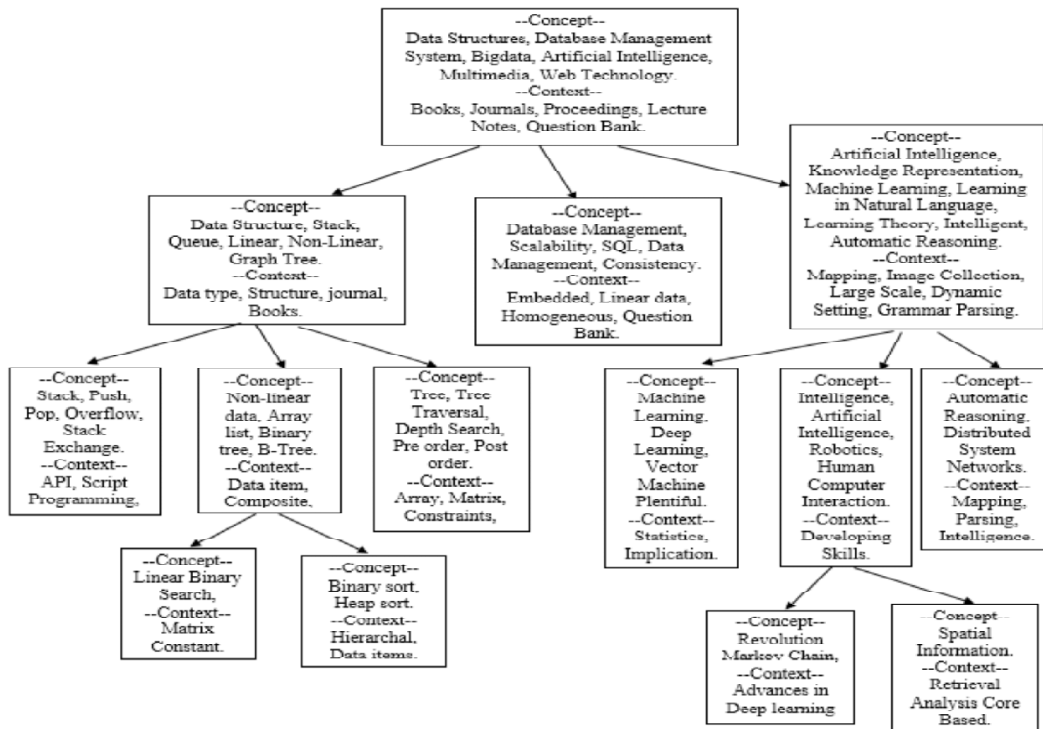 --Concept--
Data Structures, Database Management
System, Bigdata, Artificial Intelligence,
Multimedia, Web Technology.
--Context--
Books, Journals, Proceedings, Lecture
Notes, Question Bank.
--Concept--
Data Structure, Stack,
Queue, Linear, Non-Linear,
Graph Tree.
--Context--
Data type, Structure, journal,
Books.
--Concept--
Database Management,
Scalability, SQL, Data
Management, Consistency.
--Context--
Embedded, Linear data,
Homogeneous, Question
Bank.
--Concept--
Artificial Intelligence,
Knowledge Representation,
Machine Learning, Learning
in Natural Language,
Learning Theory, Intelligent,
Automatic Reasoning.
--Context--
Mapping, Image Collection,
Large Scale, Dynamic
Setting, Grammar Parsing.
--Concept--
Stack, Push,
Pop, Overflow,
Stack
Exchange.
--Context--
API, Script
Programming,
--Concept--
Non-linear
data, Array
list, Binary
tree, B-Tree.
--Context--
Data item,
Composite,
--Concept--
Tree, Tree
Traversal,
Depth Search,
Pre order, Post
order.
--Context--
Array, Matrix,
Constraints,
--Concept--
Machine
Learning.
Deep
Learning,
Vector
Machine
Plentiful.
--Context--
Statistics,
Implication.
--Concept--
Intelligence,
Artificial
Intelligence,
Robotics,
Human
Computer
Interaction.
--Context--
Developing
Skills.
--Concept--
Automatic
Reasoning.
Distributed
System
Networks.
--Context--
Mapping,
Parsing,
Intelligence.
--Concept--
Linear Binary
Search,
--Context--
Matrix
Constant.
--Concept--
Binary sort,
Heap sort.
--Context--
Hierarchal,
Data items.
--Concept--
Revolution
Markov Chain,
--Context--
Advances in
Deep learning
--Concept--
Spatial
Information.
--Context--
Retrieval
Analysis Core
Based.